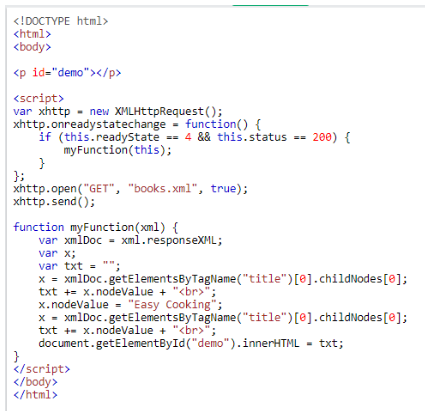 <!DOCTYPE html>
<html>
<body>
<p id="demo"></p>
<script>
var xhttp = new XMLHttpRequest();
xhttp.onreadystatechange = function() {
    if (this.readyState == 4 && this.status == 200) {
        myFunction(this);
    }
};
xhttp.open("GET", "books.xml", true);
xhttp.send();
function myFunction(xml) {
    var xmlDoc = xml.responseXML;
    var x;
    var txt = "";
    x = xmlDoc.getElementsByTagName("title")[0].childNodes[0];
    txt += x.nodeValue + "<br>";
    x.nodeValue = "Easy Cooking";
    x = xmlDoc.getElementsByTagName("title")[0].childNodes[0];
    txt += x.nodeValue + "<br>";
    document.getElementById("demo").innerHTML = txt;
}
</script>
</body>
</html>